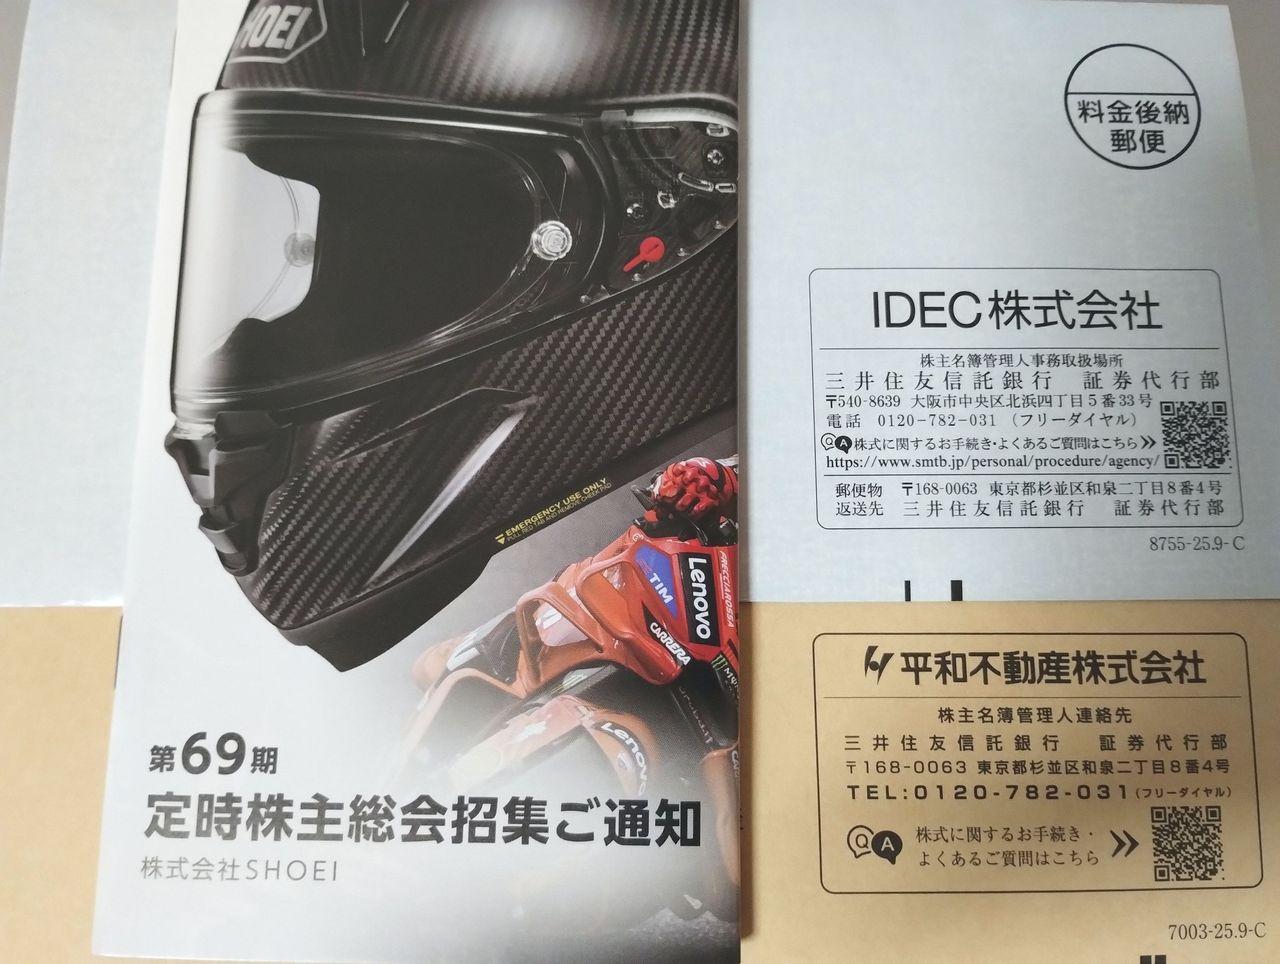 SHOEI
EMERGENCY USE ONLY
PULL RED TAB AND REMOVE CHEEK PAD
TIM
Lenovo
FRECCIAROSSA
CARRERA
Lenovo
第69期
定時株主総会招集ご通知
株式会社SHOEI
料金後納
郵便
IDEC株式会社
株主名簿管理人事務取扱場所
三井住友信託銀行 証券代行部
〒540-8639 大阪市中央区北浜四丁目5番33号
電話 0120-782-031 (フリーダイヤル)
Q A 株式に関するお手続き・よくあるご質問はこちら
https://www.smtb.jp/personal/procedure/agency/
郵便物 〒168-0063 東京都杉並区和泉二丁目8番4号
返送先 三井住友信託銀行 証券代行部
8755-25.9-C
平和不動産株式会社
株主名簿管理人連絡先
三井住友信託銀行 証券代行部
〒168-0063 東京都杉並区和泉二丁目8番4号
TEL:0120-782-031(フリーダイヤル)
Q A 株式に関するお手続き・
よくあるご質問はこちら
7003-25.9-C